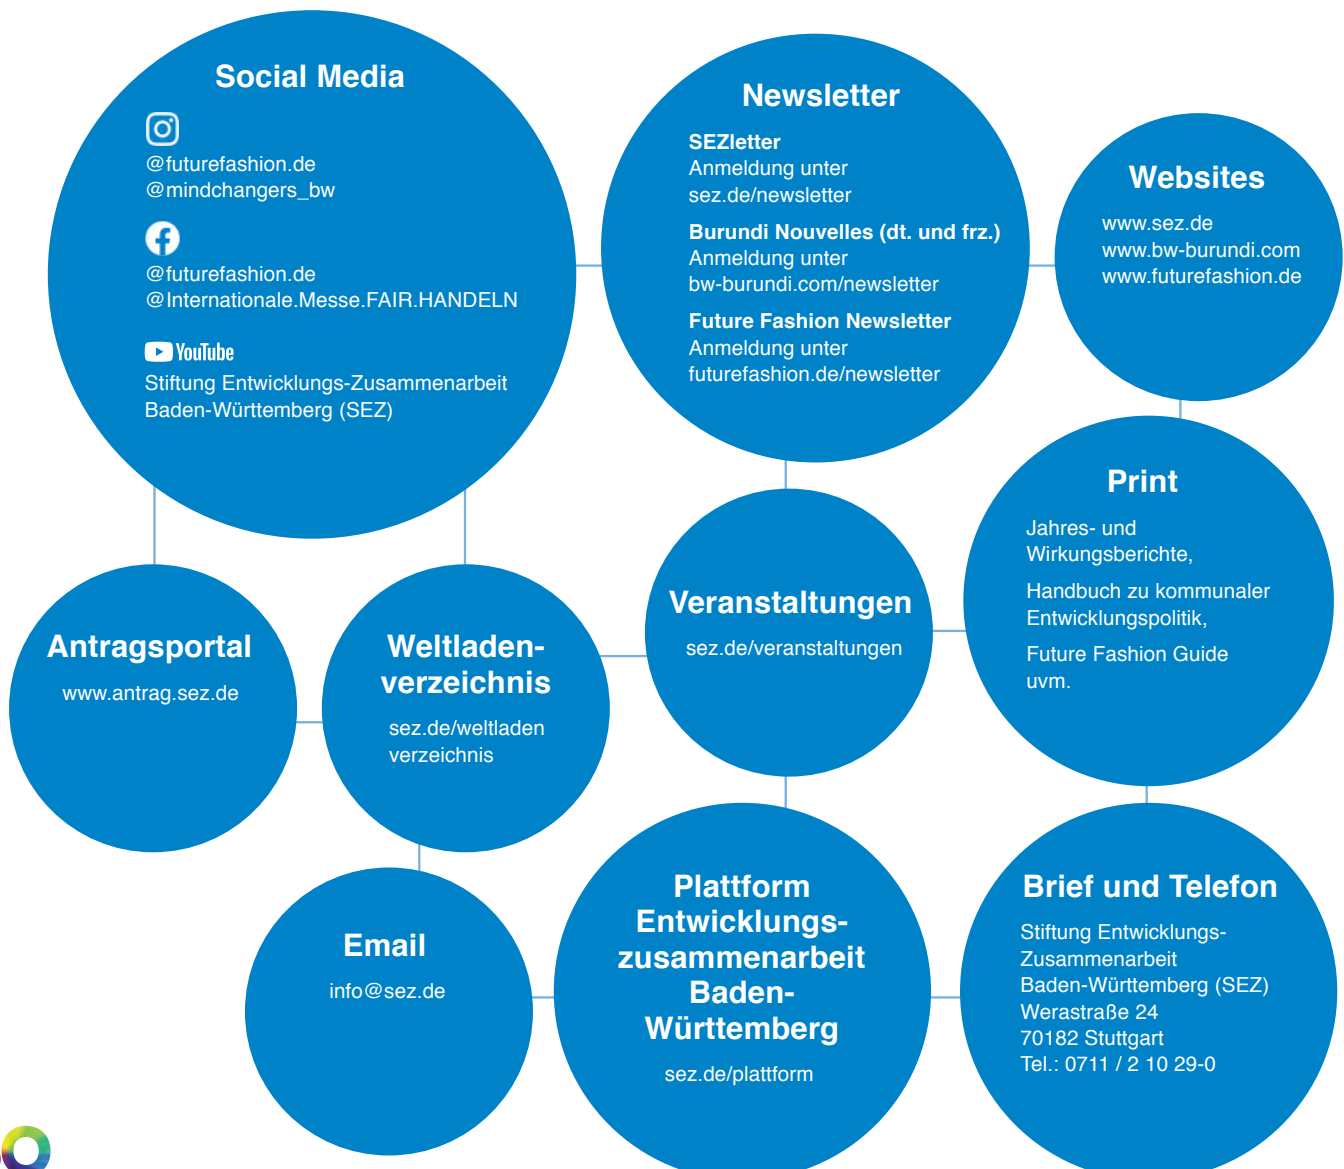 Social Media
@futurefashion.de
@mindchangers_bw
@futurefashion.de
@Internationale.Messe.FAIR.HANDELN
YouTube
Stiftung Entwicklungs-Zusammenarbeit
Baden-Württemberg (SEZ)
Newsletter
SEZletter
Anmeldung unter
sez.de/newsletter
Burundi Nouvelles (dt. und frz.)
Anmeldung unter
bw-burundi.com/newsletter
Future Fashion Newsletter
Anmeldung unter
futurefashion.de/newsletter
Websites
www.sez.de
www.bw-burundi.com
www.futurefashion.de
Print
Jahres- und
Wirkungsberichte,
Handbuch zu kommunaler
Entwicklungspolitik,
Future Fashion Guide
uvm.
Antragsportal
www.antrag.sez.de
Weltladen-
verzeichnis
sez.de/weltladen
verzeichnis
Veranstaltungen
sez.de/veranstaltungen
Email
info@sez.de
Plattform
Entwicklungs-
zusammenarbeit
Baden-
Württemberg
sez.de/plattform
Brief und Telefon
Stiftung Entwicklungs-
Zusammenarbeit
Baden-Württemberg (SEZ)
Werastraße 24
70182 Stuttgart
Tel.: 0711 / 2 10 29-0